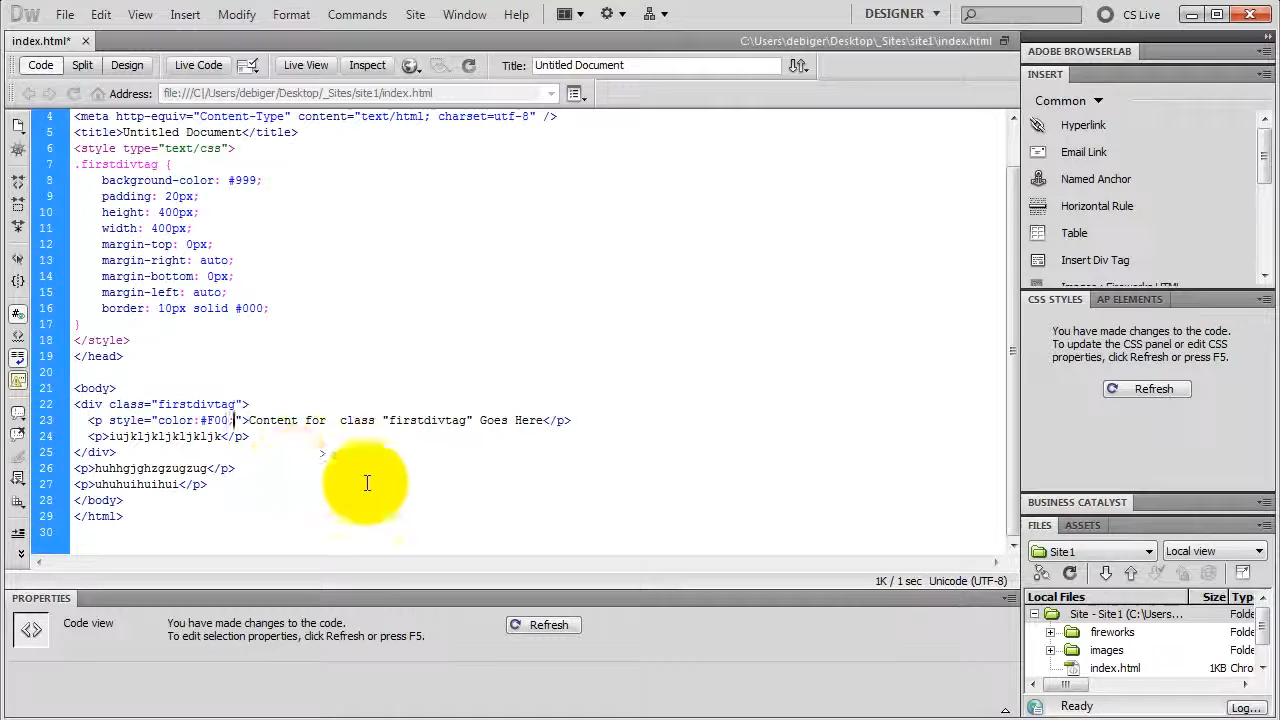 Dw File Edit View Insert Modify Format Commands Site Window Help DESIGNER CS Live
index.html* C:\Users\debiger\Desktop\_Sites\site1\index.html
Code Split Design Live Code Live View Inspect Title: Untitled Document
Address: file:///C|/Users/debiger/Desktop/_Sites/site1/index.html
4 <meta http-equiv="Content-Type" content="text/html; charset=utf-8" />
5 <title>Untitled Document</title>
6 <style type="text/css">
7 .firstdivtag {
8 background-color: #999;
9 padding: 20px;
10 height: 400px;
11 width: 400px;
12 margin-top: 0px;
13 margin-right: auto;
14 margin-bottom: 0px;
15 margin-left: auto;
16 border: 10px solid #000;
17 }
18 </style>
19 </head>
20
21 <body>
22 <div class="firstdivtag">
23 <p style="color:#F00;">Content for  class "firstdivtag" Goes Here</p>
24 <p>iujkljkljkljkljk</p>
25 </div>
26 <p>huhhgjghzgzugzug</p>
27 <p>uhuhuihuihui</p>
28 </body>
29 </html>
30
1K / 1 sec Unicode (UTF-8)
PROPERTIES
Code view
You have made changes to the code.
To edit selection properties, click Refresh or press F5.
Refresh
ADOBE BROWSERLAB
INSERT
Common
Hyperlink
Email Link
Named Anchor
Horizontal Rule
Table
Insert Div Tag
CSS STYLES AP ELEMENTS
You have made changes to the code.
To update the CSS panel or edit CSS
properties, click Refresh or press F5.
Refresh
BUSINESS CATALYST
FILES ASSETS
Site1 Local view
Local Files Size Typ
Site - Site1 (C:\Users... Folde
fireworks Folde
images Folde
index.html 1KB Chro
Ready Log...